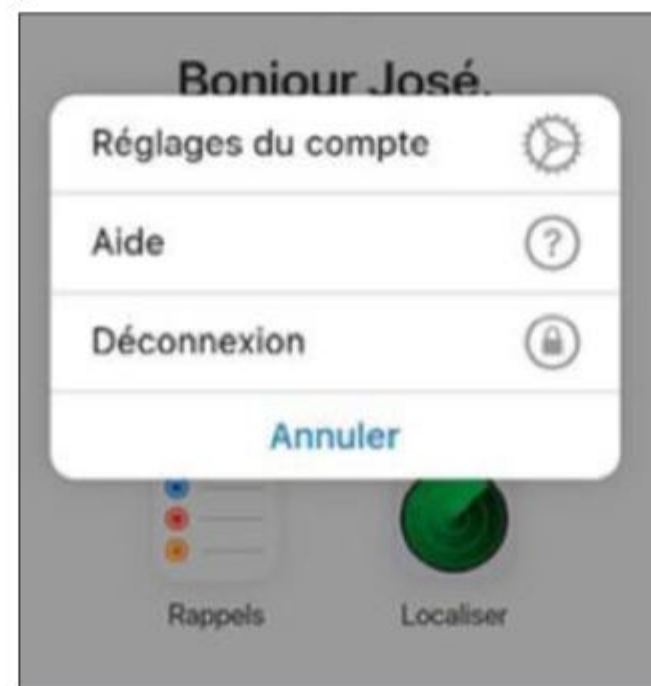 Bonjour José.
Réglages du compte
Aide
?
Déconnexion
Annuler
Rappels
Localiser